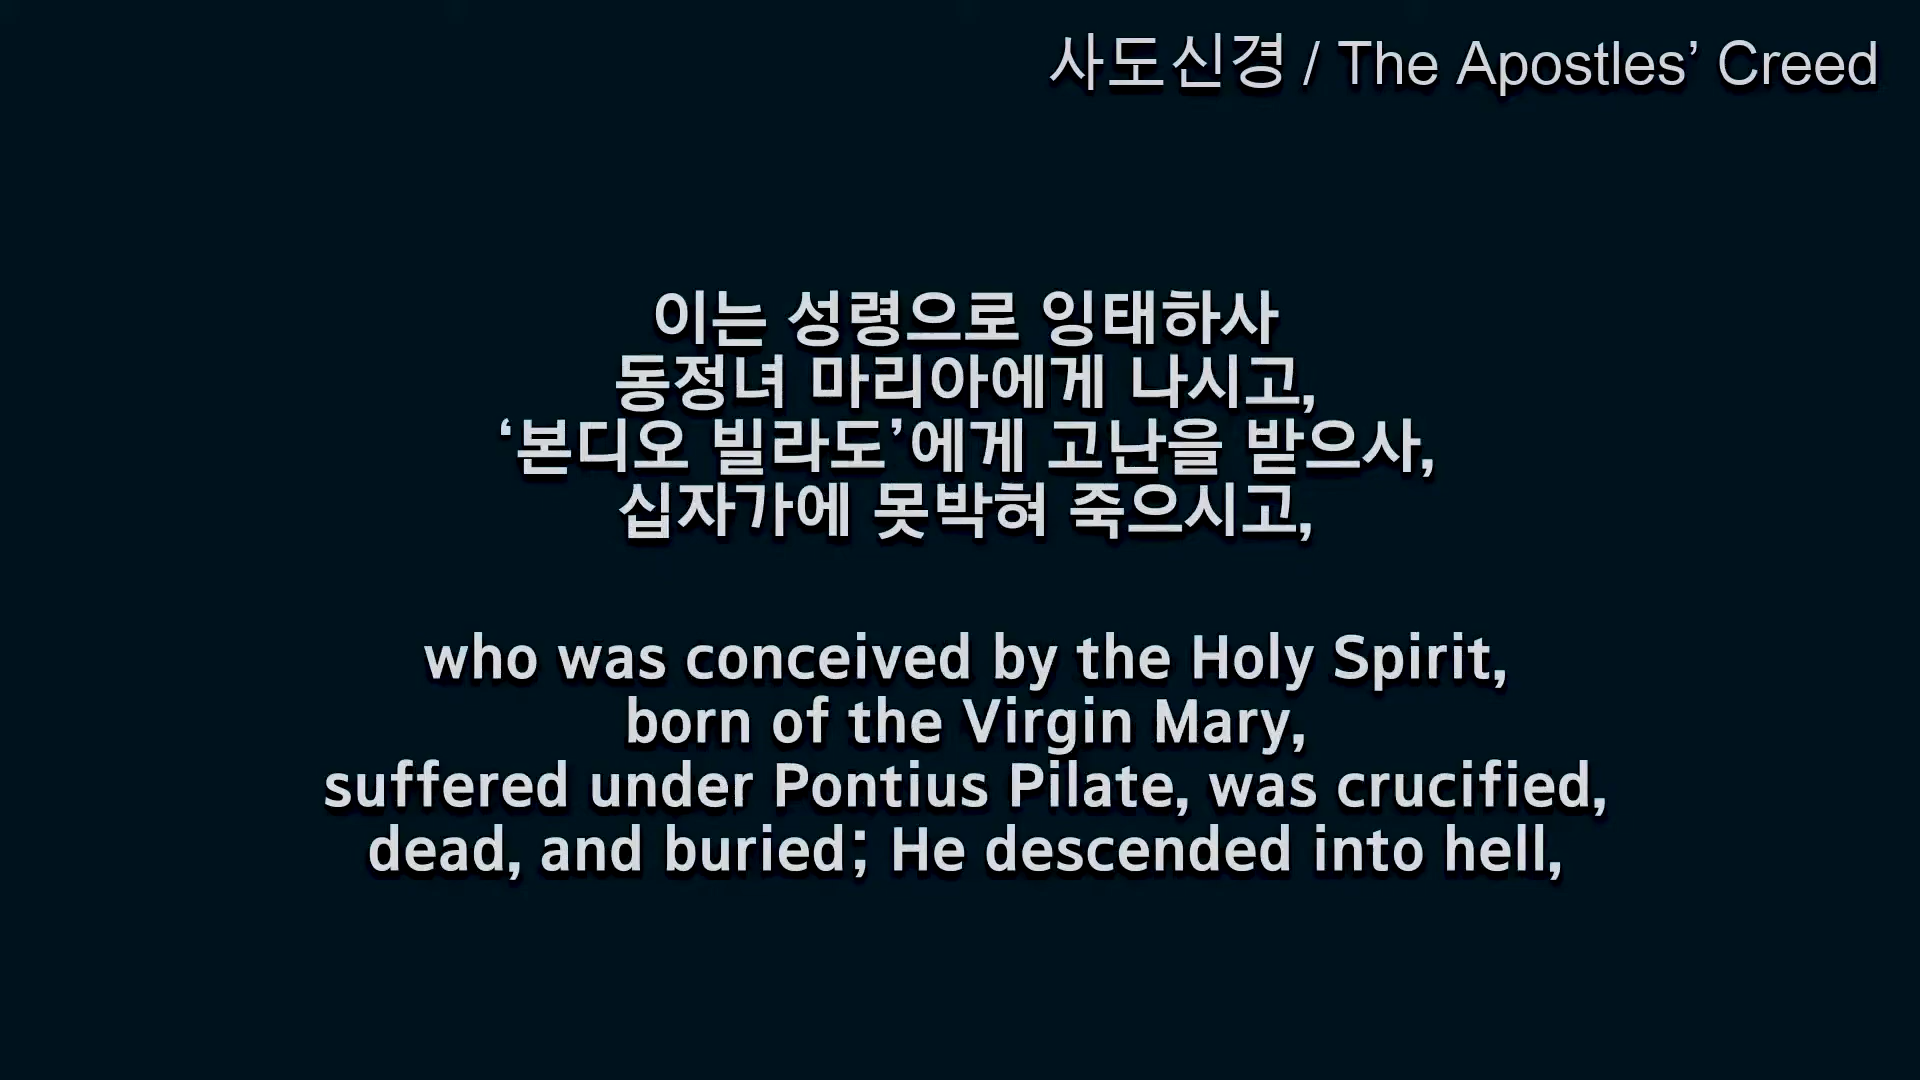 사도신경 / The Apostles’ Creed
이는 성령으로 잉태하사
동정녀 마리아에게 나시고,
‘본디오 빌라도’에게 고난을 받으사,
십자가에 못박혀 죽으시고,
who was conceived by the Holy Spirit,
born of the Virgin Mary,
suffered under Pontius Pilate, was crucified,
dead, and buried; He descended into hell,